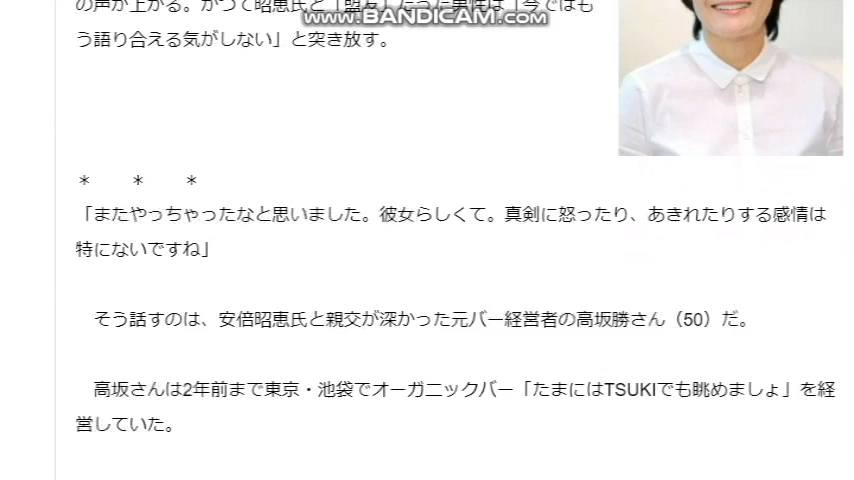 の声が上がる。かつて昭恵氏と「盟友」だった男性は「今ではも
www.BANDICAM.com
う語り合える気がしない」と突き放す。
＊　＊　＊
「またやっちゃったなと思いました。彼女らしくて。真剣に怒ったり、あきれたりする感情は
特にないですね」
そう話すのは、安倍昭恵氏と親交が深かった元バー経営者の高坂勝さん（50）だ。
高坂さんは2年前まで東京・池袋でオーガニックバー「たまにはTSUKIでも眺めましょ」を経
営していた。